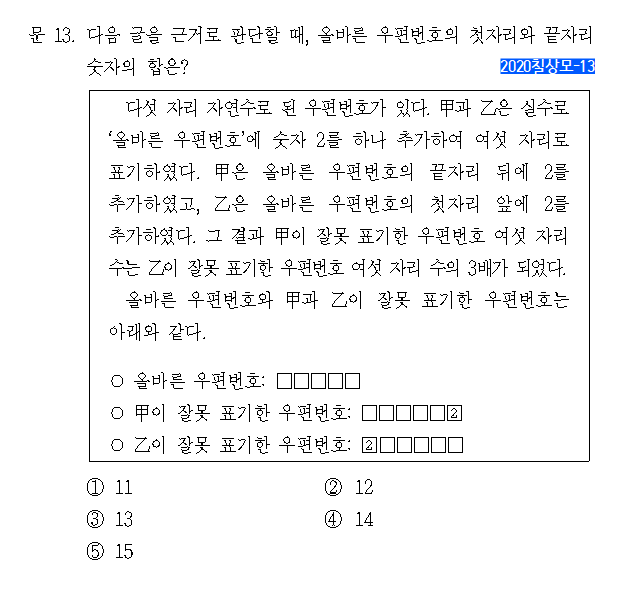 문 13. 다음 글을 근거로 판단할 때, 올바른 우편번호의 첫자리와 끝자리
숫자의 합은?
2020침상모-13
다섯 자리 자연수로 된 우편번호가 있다. 甲과 乙은 실수로
‘올바른 우편번호’에 숫자 2를 하나 추가하여 여섯 자리로
표기하였다. 甲은 올바른 우편번호의 끝자리 뒤에 2를
추가하였고, 乙은 올바른 우편번호의 첫자리 앞에 2를
추가하였다. 그 결과 甲이 잘못 표기한 우편번호 여섯 자리
수는 乙이 잘못 표기한 우편번호 여섯 자리 수의 3배가 되었다.
올바른 우편번호와 甲과 乙이 잘못 표기한 우편번호는
아래와 같다.
○ 올바른 우편번호: □□□□□
○ 甲이 잘못 표기한 우편번호: □□□□□2
○ 乙이 잘못 표기한 우편번호: 2□□□□□
① 11
② 12
③ 13
④ 14
⑤ 15